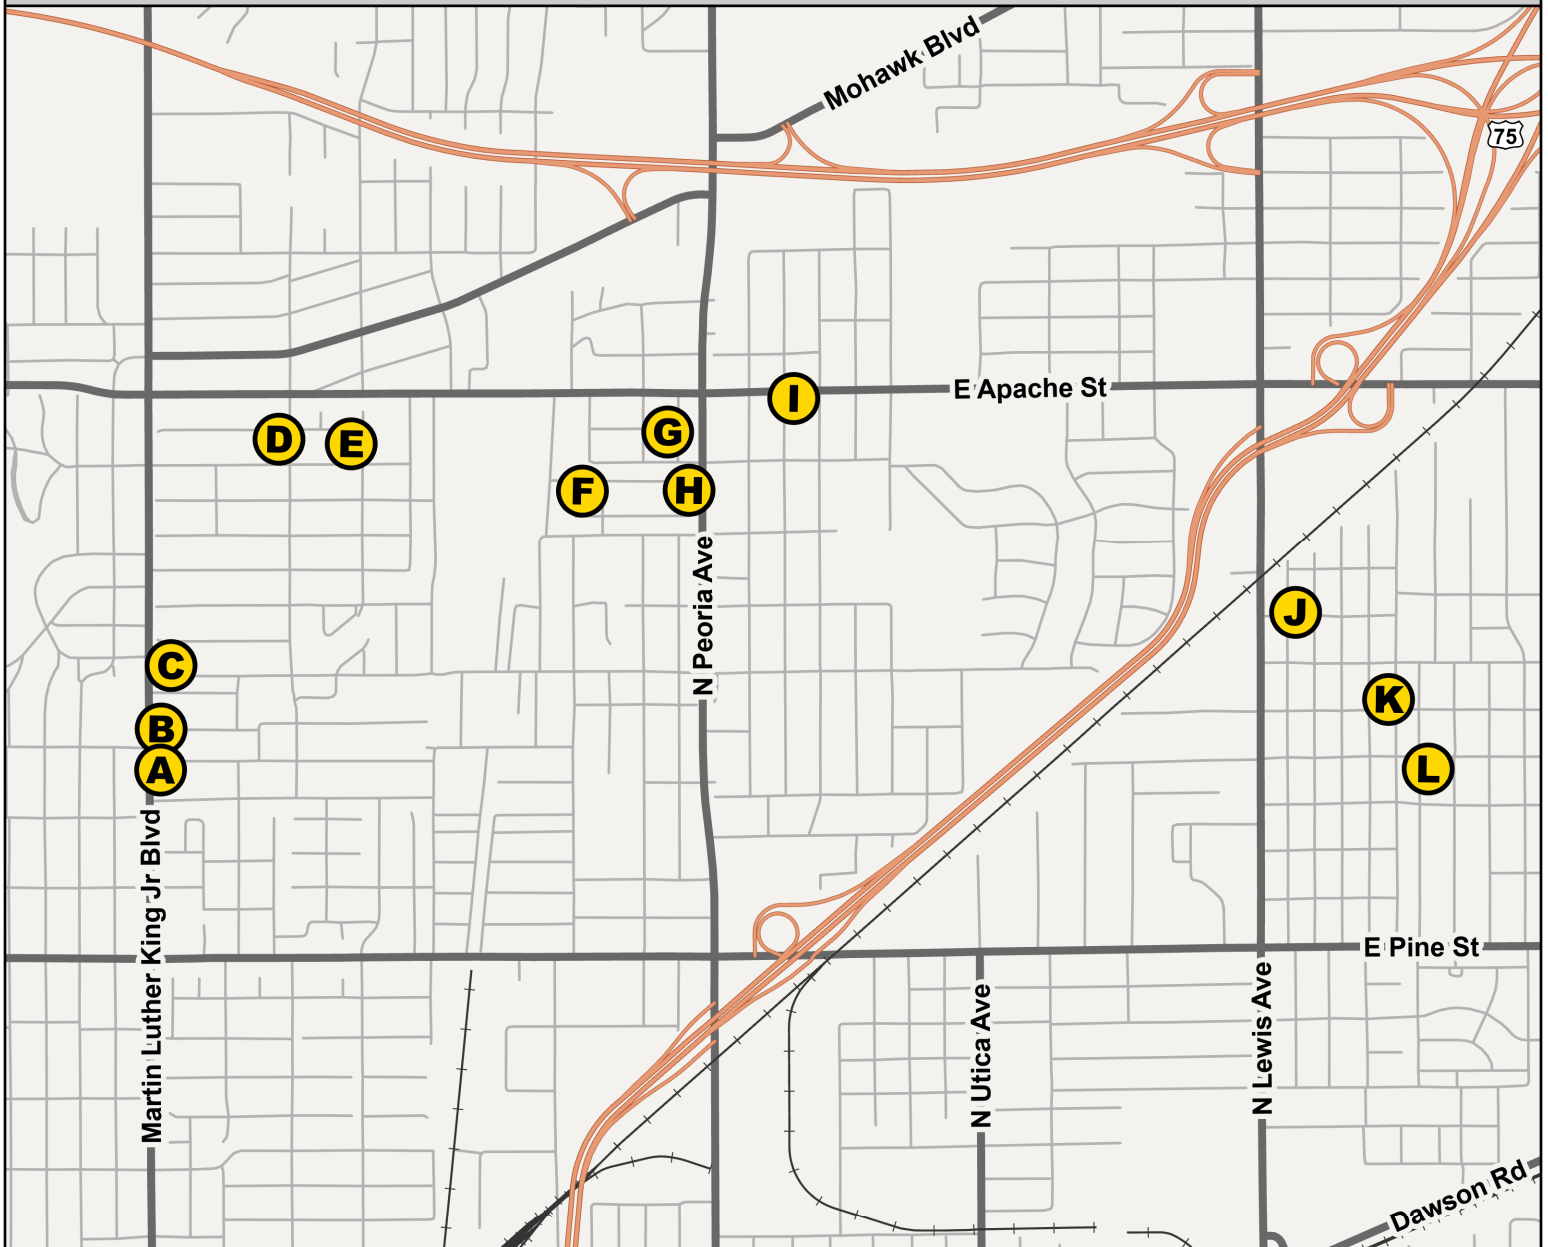 Mohawk Blvd
75
E Apache St
I
D
E
G
F
H
N Peoria Ave
J
C
K
B
A
L
Martin Luther King Jr Blvd
E Pine St
N Utica Ave
N Lewis Ave
Dawson Rd